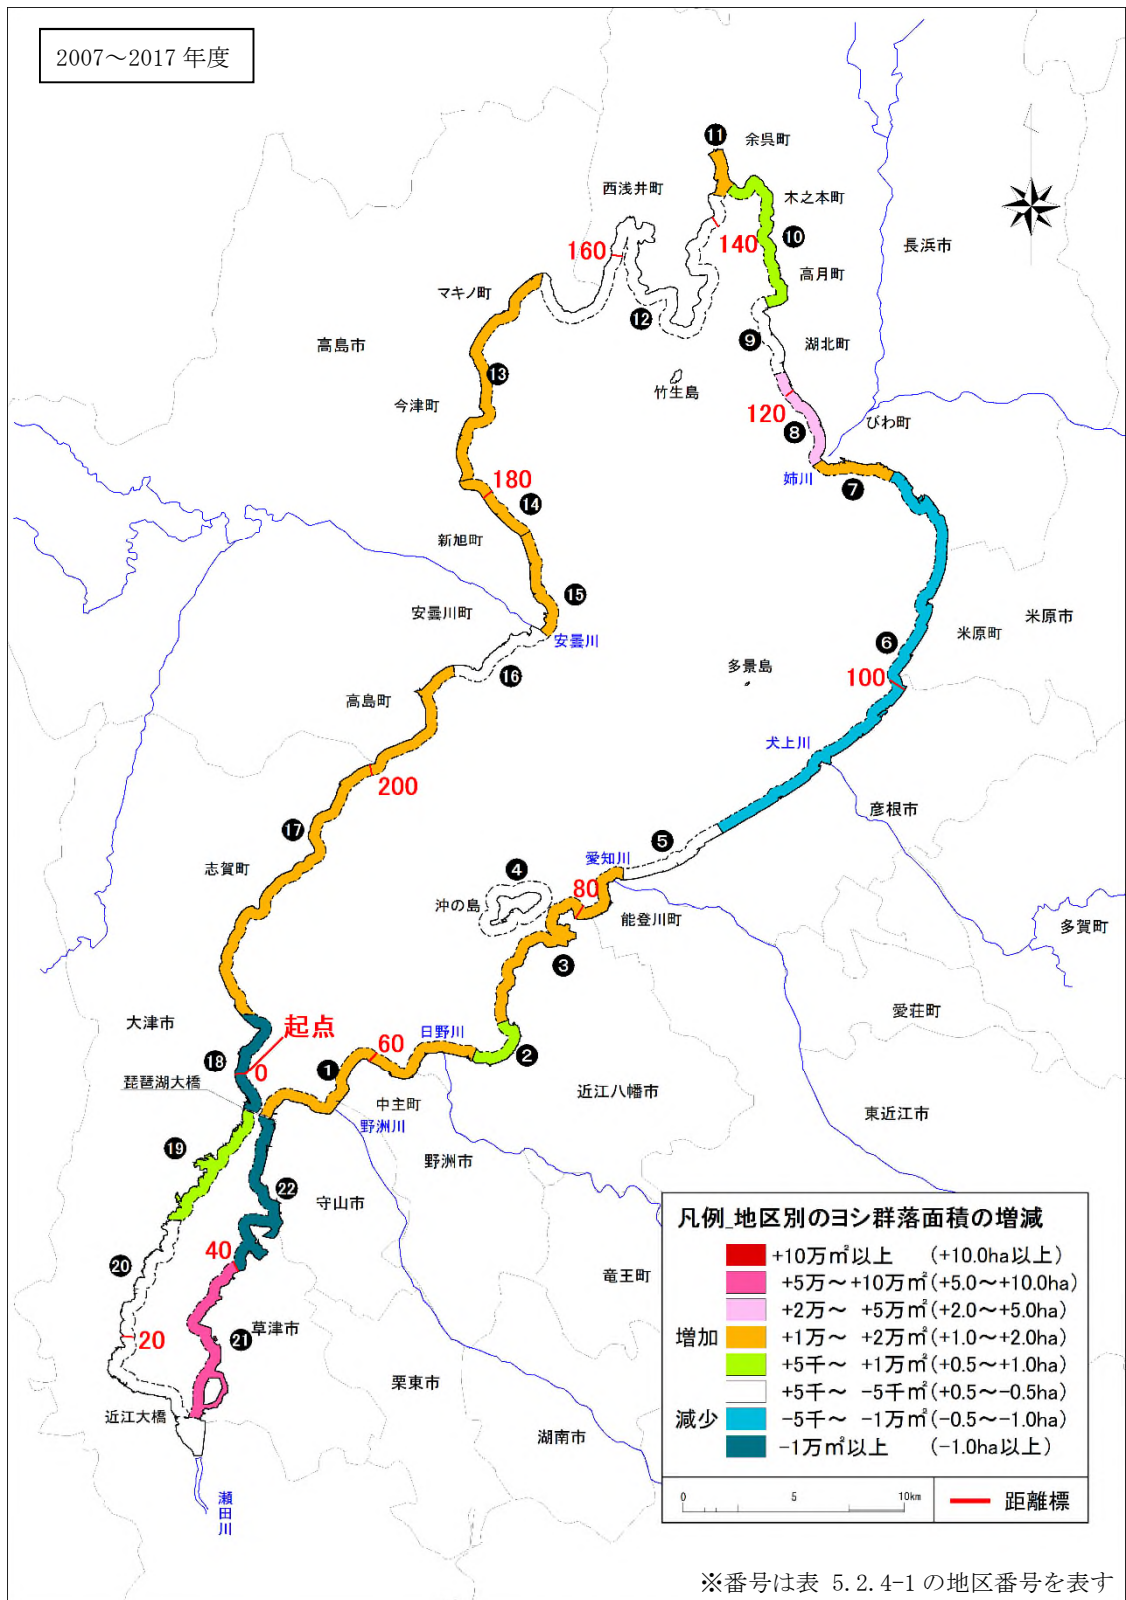 2007～2017 年度
⓫
余呉町
西浅井町
木之本町
140
❿
長浜市
160
高月町
マキノ町
⓬
❾
湖北町
高島市
⓭
竹生島
今津町
120
❽
びわ町
姉川
❼
180
⓮
新旭町
⓯
安曇川町
安曇川
米原市
米原町
❻
⓰
多景島
100
高島町
犬上川
200
彦根市
⓱
❺
愛知川
志賀町
❹
80
沖の島
能登川町
多賀町
❸
愛荘町
大津市
起点
日野川
60
❷
⓲
0
❶
琵琶湖大橋
中主町
近江八幡市
東近江市
野洲川
⓳
野洲市
㉒
守山市
40
⓴
竜王町
20
㉑
草津市
栗東市
近江大橋
湖南市
瀬田川
凡例_地区別のヨシ群落面積の増減
+10万㎡以上 (+10.0ha以上)
+5万～+10万㎡(+5.0～+10.0ha)
+2万～ +5万㎡(+2.0～+5.0ha)
増加 +1万～ +2万㎡(+1.0～+2.0ha)
+5千～ +1万㎡(+0.5～+1.0ha)
+5千～ -5千㎡(+0.5～-0.5ha)
減少 -5千～ -1万㎡(-0.5～-1.0ha)
-1万㎡以上 (-1.0ha以上)
0 5 10km
距離標
※番号は表 5.2.4-1 の地区番号を表す